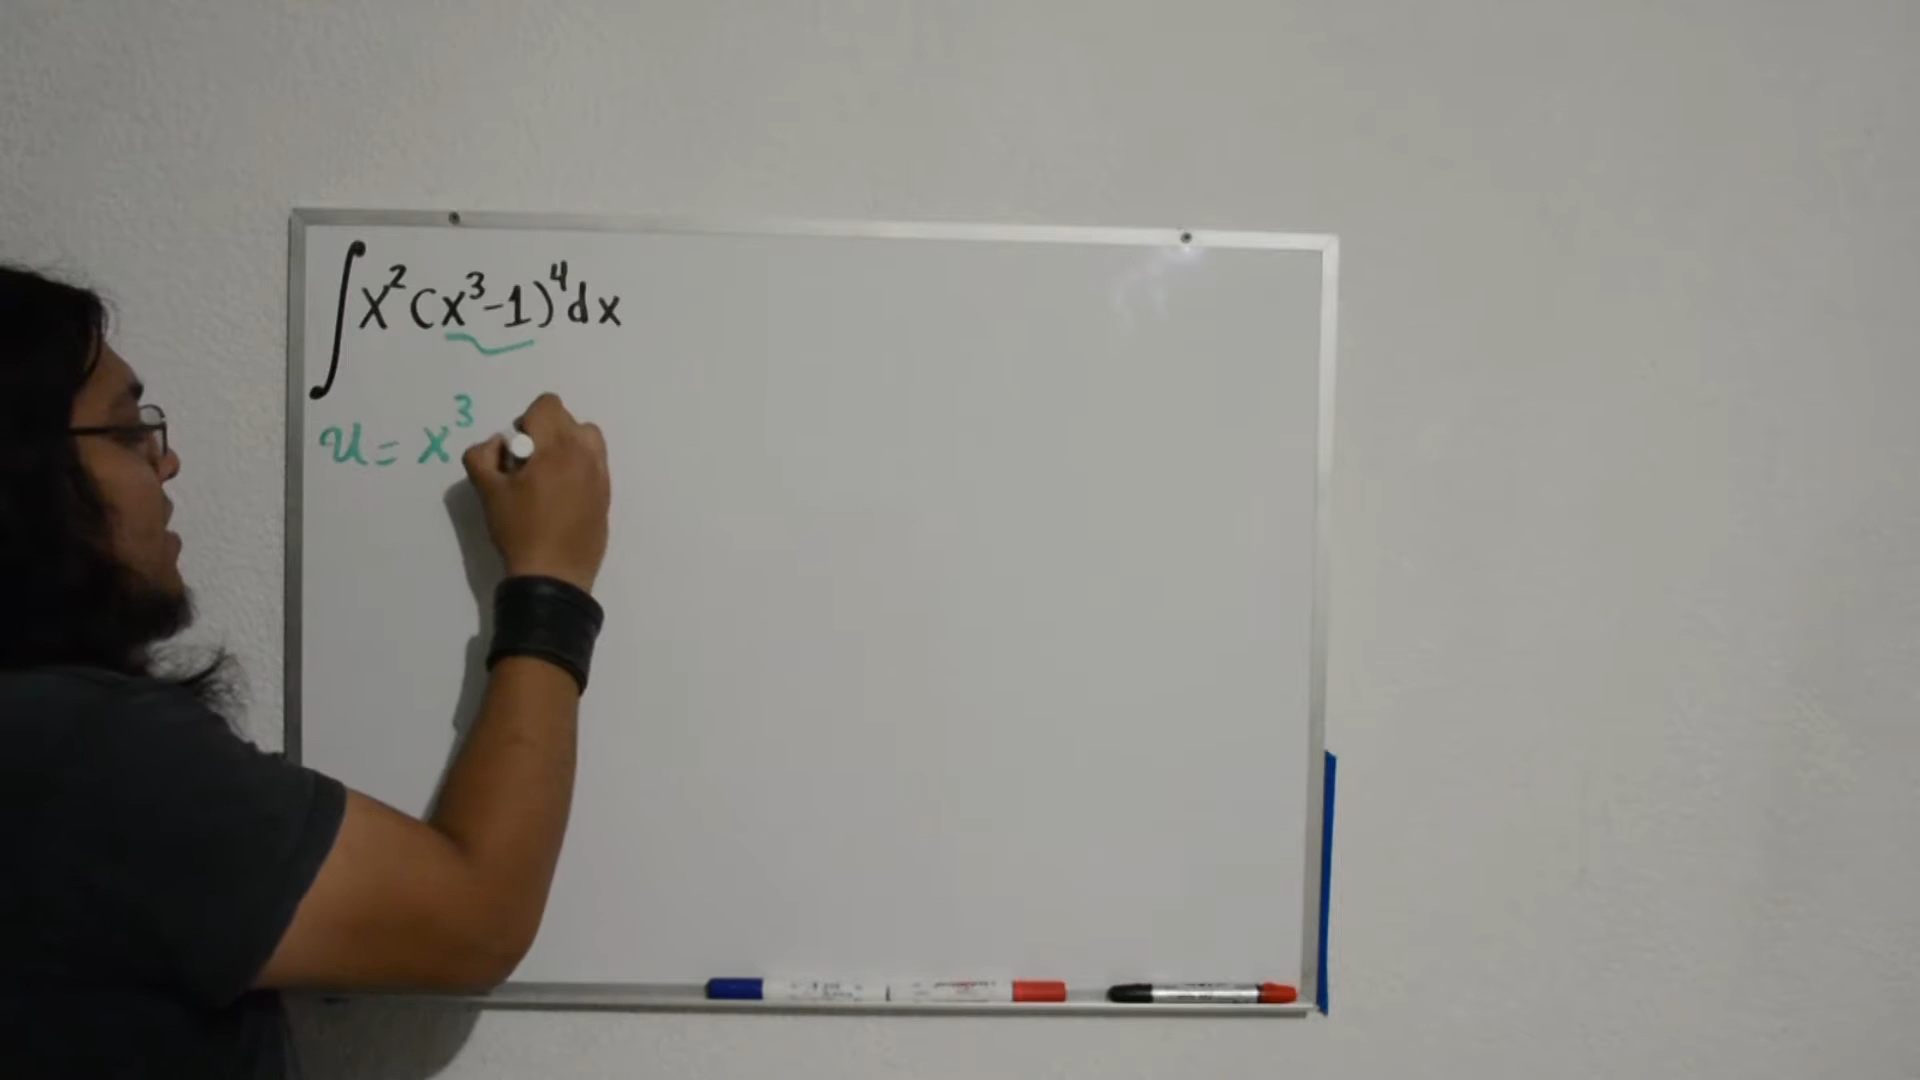 ∫x²(x³-1)⁴dx
u = x³